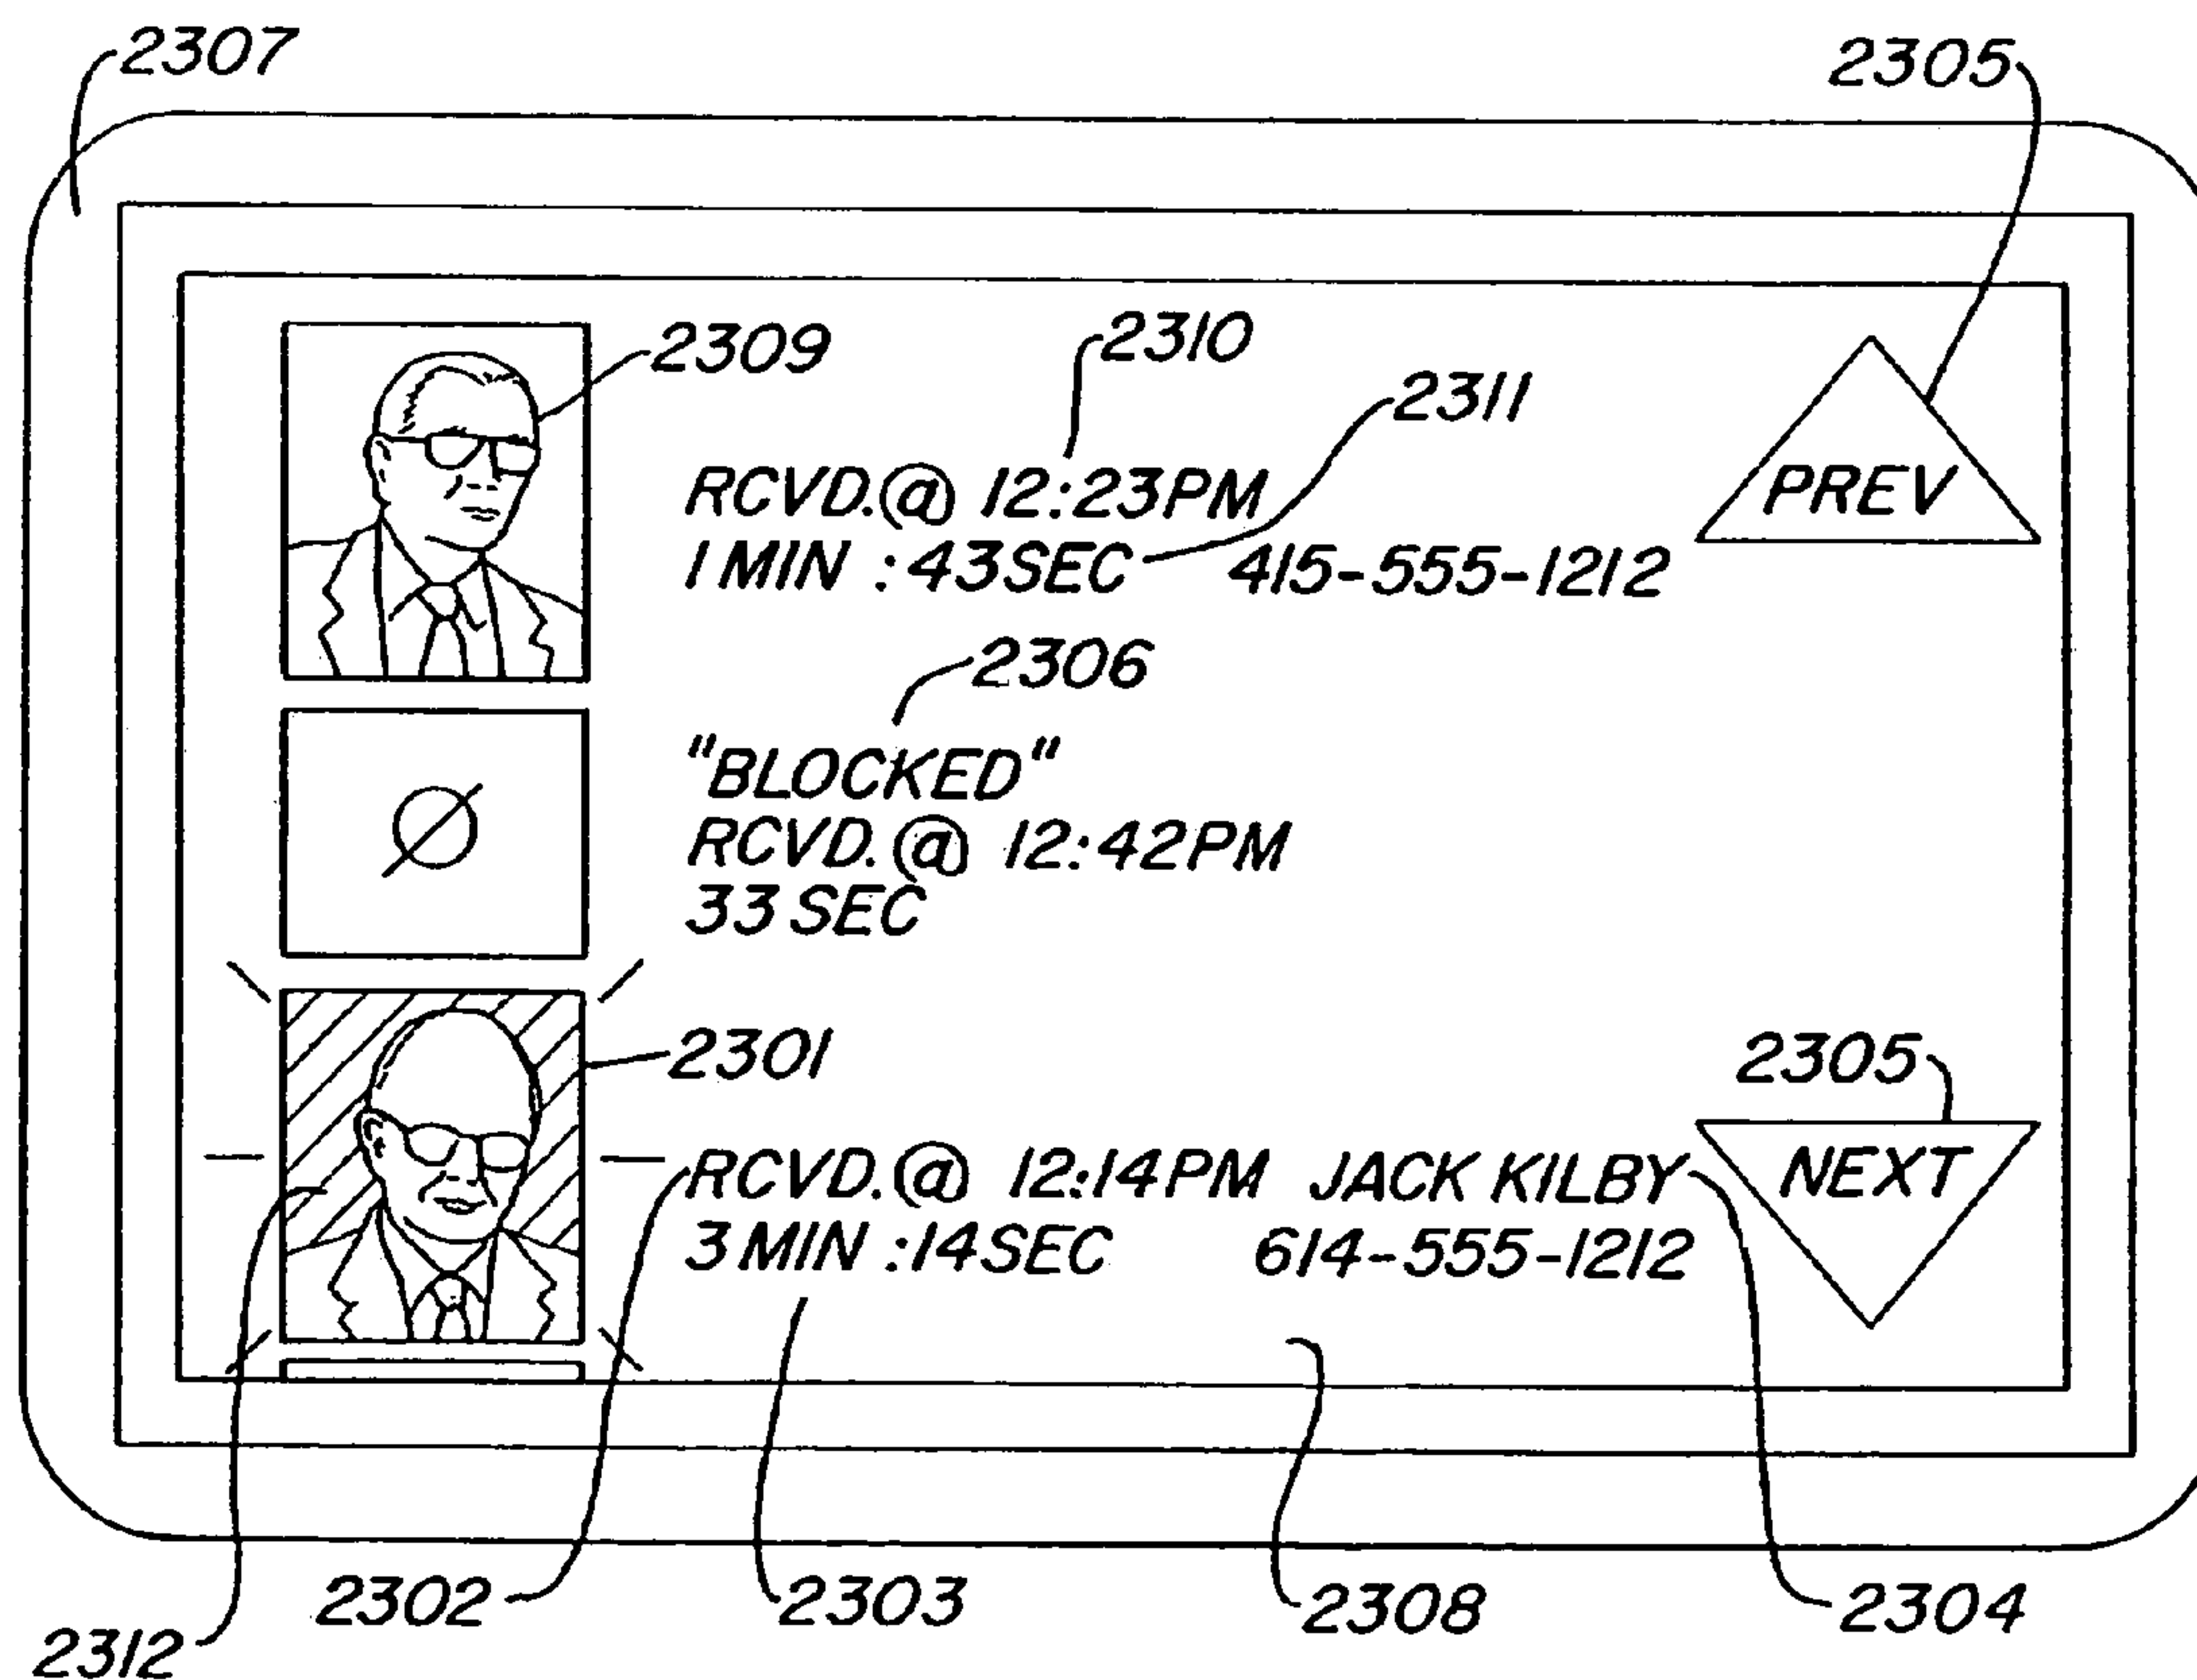 2307
2305
2309
2310
2311
RCVD.@ 12:23PM
1 MIN :43SEC 415-555-1212
PREV
2306
"BLOCKED"
RCVD.@ 12:42PM
33 SEC
2301
2305
RCVD.@ 12:14PM JACK KILBY
3 MIN :14SEC 614-555-1212
NEXT
2312
2302
2303
2308
2304